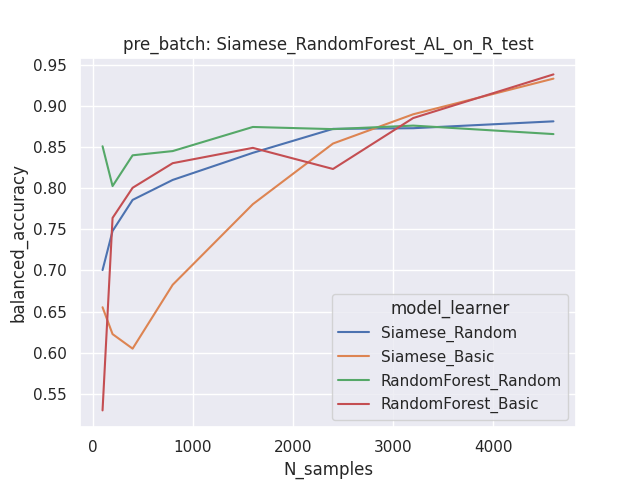 pre_batch: Siamese_RandomForest_AL_on_R_test
0.95
0.90
0.85
0.80
0.75
0.70
0.65
0.60
0.55
balanced_accuracy
model_learner
Siamese_Random
Siamese_Basic
RandomForest_Random
RandomForest_Basic
0 1000 2000 3000 4000
N_samples